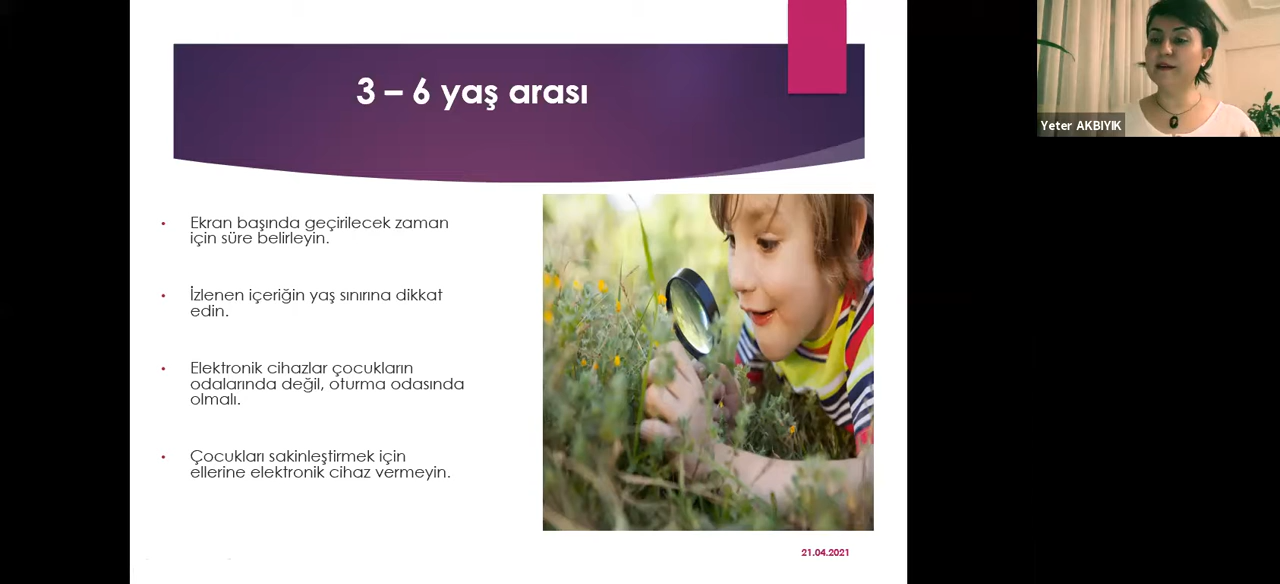 3 – 6 yaş arası
Yeter AKBIYIK
• Ekran başında geçirilecek zaman
için süre belirleyin.
• İzlenen içeriğin yaş sınırına dikkat
edin.
• Elektronik cihazlar çocukların
odalarında değil, oturma odasında
olmalı.
• Çocukları sakinleştirmek için
ellerine elektronik cihaz vermeyin.
21.04.2021